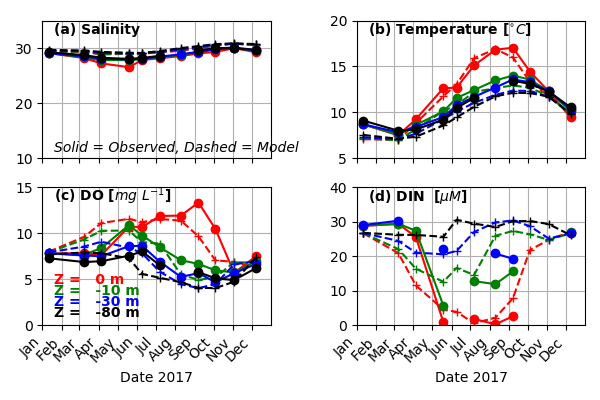 (a) Salinity
30
20
10
Solid = Observed, Dashed = Model
(b) Temperature [°C]
20
15
10
5
(c) DO [mg L⁻¹]
15
10
5
0
Z = 0 m
Z = -10 m
Z = -30 m
Z = -80 m
Jan Feb Mar Apr May Jun Jul Aug Sep Oct Nov Dec
Date 2017
(d) DIN [μM]
40
30
20
10
0
Jan Feb Mar Apr May Jun Jul Aug Sep Oct Nov Dec
Date 2017